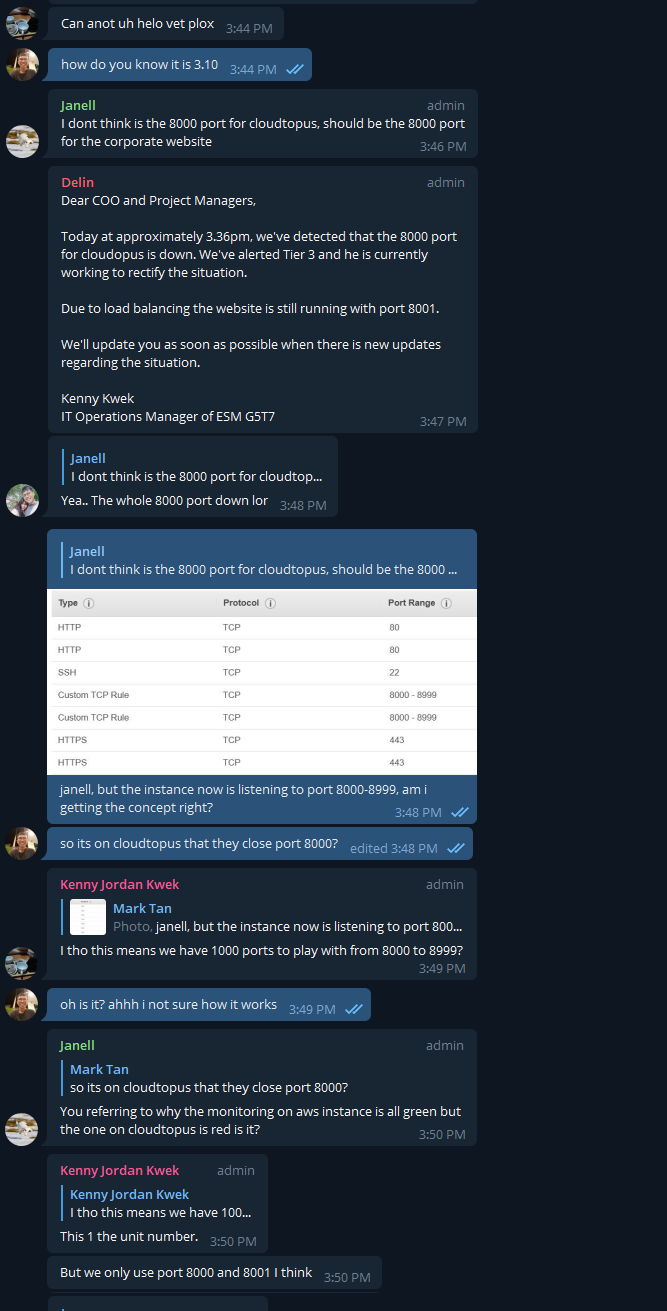 Can anot uh helo vet plox 3:44 PM
how do you know it is 3.10 3:44 PM
Janell admin
I dont think is the 8000 port for cloudtopus, should be the 8000 port
for the corporate website 3:46 PM
Delin admin
Dear COO and Project Managers,
Today at approximately 3.36pm, we've detected that the 8000 port
for cloudopus is down. We've alerted Tier 3 and he is currently
working to rectify the situation.
Due to load balancing the website is still running with port 8001.
We'll update you as soon as possible when there is new updates
regarding the situation.
Kenny Kwek
IT Operations Manager of ESM G5T7 3:47 PM
Janell
I dont think is the 8000 port for cloudtop...
Yea.. The whole 8000 port down lor 3:48 PM
Janell
I dont think is the 8000 port for cloudtopus, should be the 8000 ...
Type i Protocol i Port Range i
HTTP TCP 80
HTTP TCP 80
SSH TCP 22
Custom TCP Rule TCP 8000 - 8999
Custom TCP Rule TCP 8000 - 8999
HTTPS TCP 443
HTTPS TCP 443
janell, but the instance now is listening to port 8000-8999, am i
getting the concept right? 3:48 PM
so its on cloudtopus that they close port 8000? edited 3:48 PM
Kenny Jordan Kwek admin
Mark Tan
Photo, janell, but the instance now is listening to port 800...
I tho this means we have 1000 ports to play with from 8000 to 8999?
3:49 PM
oh is it? ahhh i not sure how it works 3:49 PM
Janell admin
Mark Tan
so its on cloudtopus that they close port 8000?
You referring to why the monitoring on aws instance is all green but
the one on cloudtopus is red is it? 3:50 PM
Kenny Jordan Kwek admin
Kenny Jordan Kwek
I tho this means we have 100...
This 1 the unit number. 3:50 PM
But we only use port 8000 and 8001 I think 3:50 PM